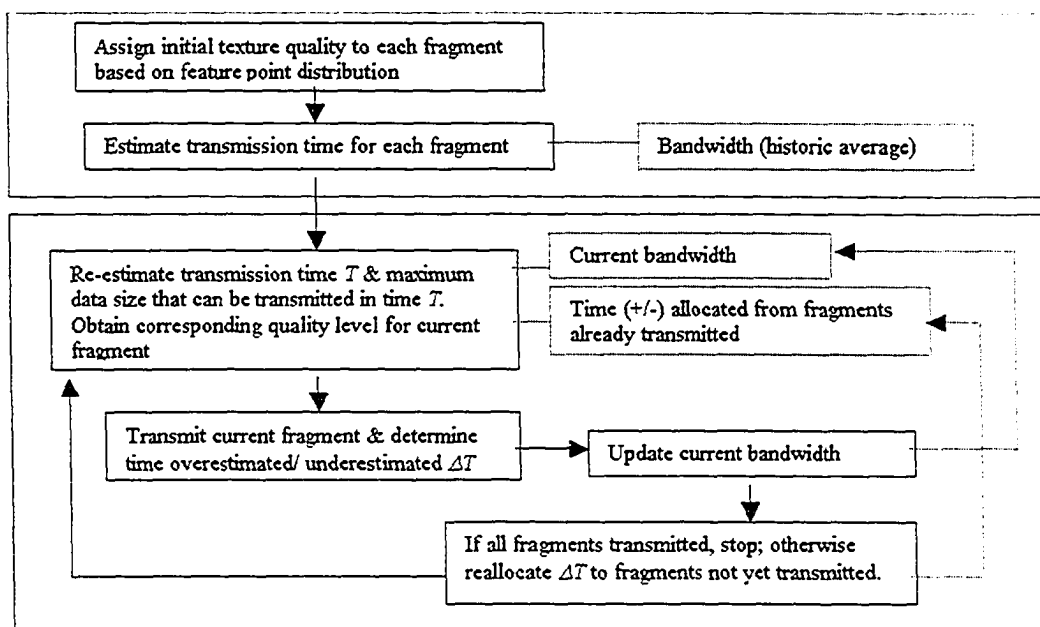 Assign initial texture quality to each fragment
based on feature point distribution
Estimate transmission time for each fragment
Bandwidth (historic average)
Re-estimate transmission time T & maximum
data size that can be transmitted in time T.
Obtain corresponding quality level for current
fragment
Current bandwidth
Time (+/-) allocated from fragments
already transmitted
Transmit current fragment & determine
time overestimated/ underestimated ΔT
Update current bandwidth
If all fragments transmitted, stop; otherwise
reallocate ΔT to fragments not yet transmitted.